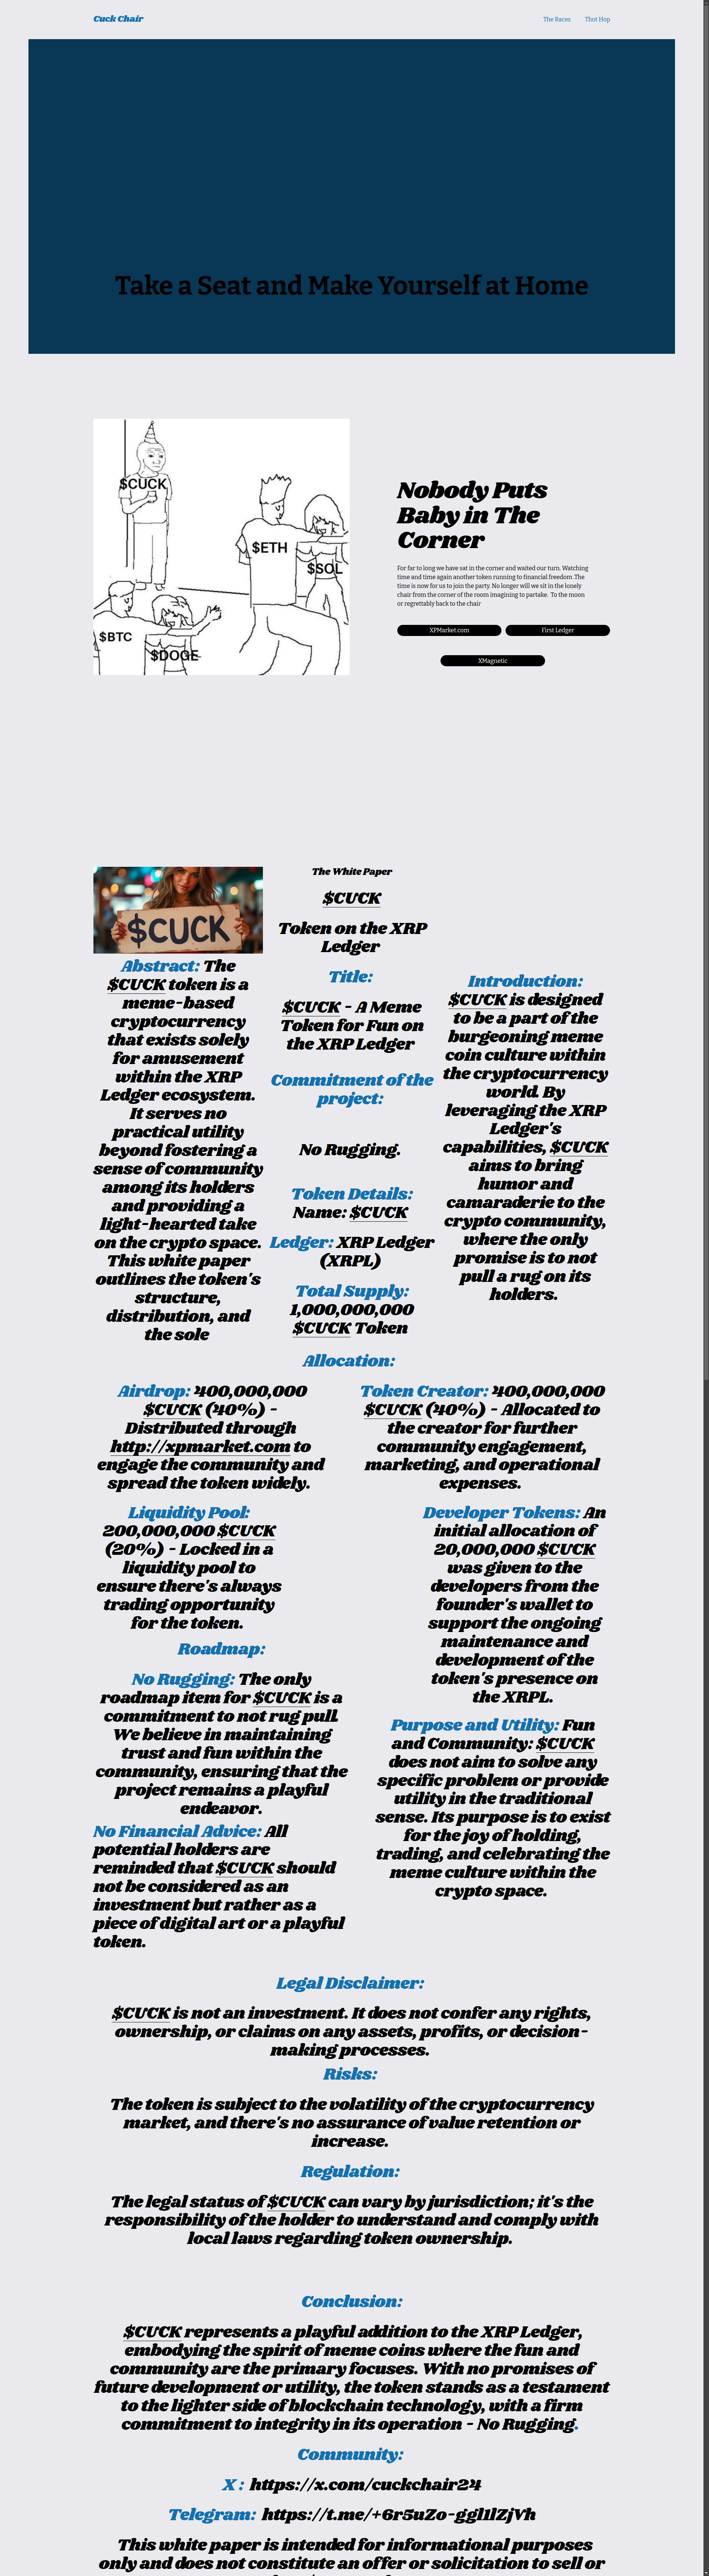 Cuck Chair
The Races
Thot Hop
Take a Seat and Make Yourself at Home
$CUCK
$ETH
$SOL
$BTC
$DOGE
Nobody Puts
Baby in The
Corner
For far to long we have sat in the corner and waited our turn. Watching
time and time again another token running to financial freedom .The
time is now for us to join the party. No longer will we sit in the lonely
chair from the corner of the room imagining to partake. To the moon
or regrettably back to the chair
XPMarket.com
First Ledger
XMagnetic
$CUCK
Abstract: The
$CUCK token is a
meme-based
cryptocurrency
that exists solely
for amusement
within the XRP
Ledger ecosystem.
It serves no
practical utility
beyond fostering a
sense of community
among its holders
and providing a
light-hearted take
on the crypto space.
This white paper
outlines the token's
structure,
distribution, and
the sole
The White Paper
$CUCK
Token on the XRP
Ledger
Title:
$CUCK - A Meme
Token for Fun on
the XRP Ledger
Commitment of the
project:
No Rugging.
Token Details:
Name: $CUCK
Ledger: XRP Ledger
(XRPL)
Total Supply:
1,000,000,000
$CUCK Token
Introduction:
$CUCK is designed
to be a part of the
burgeoning meme
coin culture within
the cryptocurrency
world. By
leveraging the XRP
Ledger's
capabilities, $CUCK
aims to bring
humor and
camaraderie to the
crypto community,
where the only
promise is to not
pull a rug on its
holders.
Allocation:
Airdrop: 400,000,000
$CUCK (40%) -
Distributed through
http://xpmarket.com to
engage the community and
spread the token widely.
Token Creator: 400,000,000
$CUCK (40%) - Allocated to
the creator for further
community engagement,
marketing, and operational
expenses.
Liquidity Pool:
200,000,000 $CUCK
(20%) - Locked in a
liquidity pool to
ensure there's always
trading opportunity
for the token.
Developer Tokens: An
initial allocation of
20,000,000 $CUCK
was given to the
developers from the
founder's wallet to
support the ongoing
maintenance and
development of the
token's presence on
the XRPL.
Roadmap:
No Rugging: The only
roadmap item for $CUCK is a
commitment to not rug pull.
We believe in maintaining
trust and fun within the
community, ensuring that the
project remains a playful
endeavor.
Purpose and Utility: Fun
and Community: $CUCK
does not aim to solve any
specific problem or provide
utility in the traditional
sense. Its purpose is to exist
for the joy of holding,
trading, and celebrating the
meme culture within the
crypto space.
No Financial Advice: All
potential holders are
reminded that $CUCK should
not be considered as an
investment but rather as a
piece of digital art or a playful
token.
Legal Disclaimer:
$CUCK is not an investment. It does not confer any rights,
ownership, or claims on any assets, profits, or decision-
making processes.
Risks:
The token is subject to the volatility of the cryptocurrency
market, and there's no assurance of value retention or
increase.
Regulation:
The legal status of $CUCK can vary by jurisdiction; it's the
responsibility of the holder to understand and comply with
local laws regarding token ownership.
Conclusion:
$CUCK represents a playful addition to the XRP Ledger,
embodying the spirit of meme coins where the fun and
community are the primary focuses. With no promises of
future development or utility, the token stands as a testament
to the lighter side of blockchain technology, with a firm
commitment to integrity in its operation - No Rugging.
Community:
X : https://x.com/cuckchair24
Telegram: https://t.me/+6r5uZo-ggl1lZjVh
This white paper is intended for informational purposes
only and does not constitute an offer or solicitation to sell or